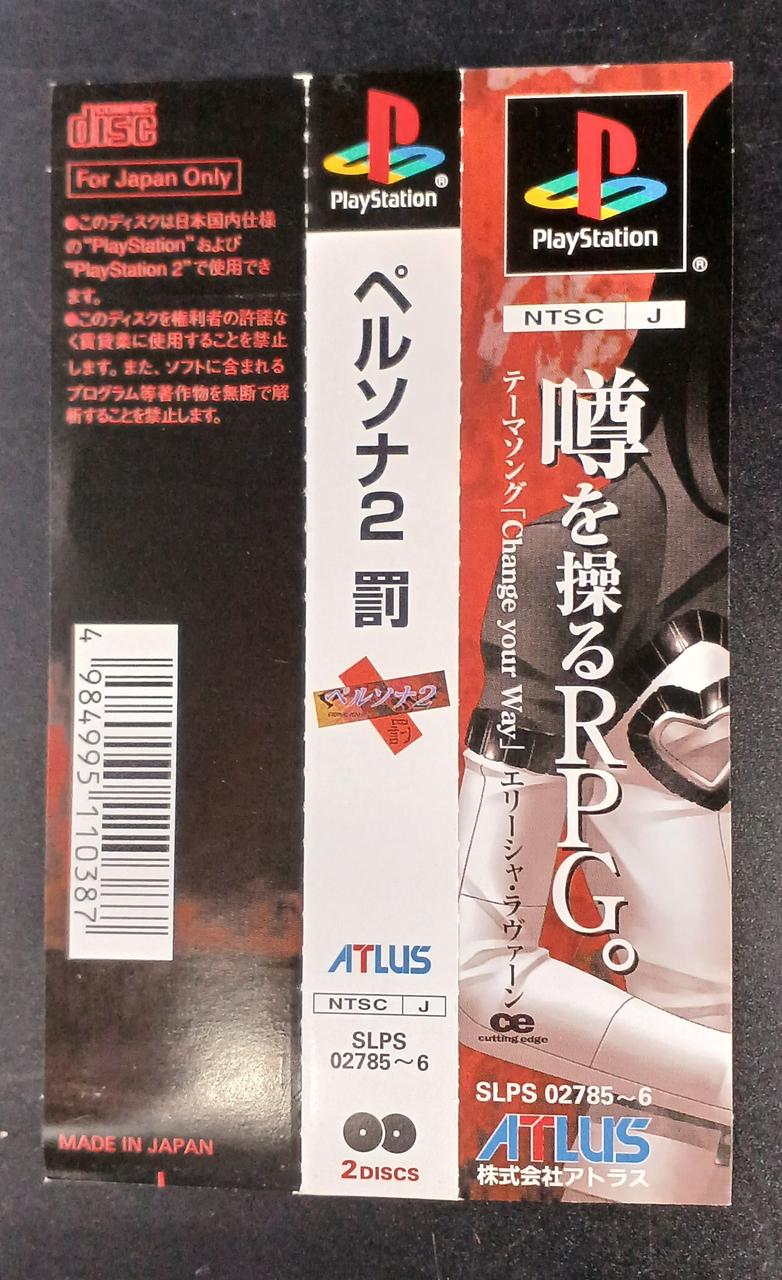 COMPACT
disc
For Japan Only
●このディスクは日本国内仕様
の"PlayStation"および
"PlayStation 2"で使用でき
ます。
●このディスクを権利者の許諾な
く賃貸業に使用することを禁止
します。また、ソフトに含まれる
プログラム等著作物を無断で解
析することを禁止します。
4 984995 110387
MADE IN JAPAN
PlayStation
®
ペルソナ2 罰
ペルソナ2
罰
ATLUS
NTSC J
SLPS
02785〜6
2DISCS
PlayStation
®
NTSC J
噂を操るRPG。
テーマソング「Change your Way」エリーシャ・ラヴァーン
ce
cutting edge
SLPS 02785〜6
ATLUS
株式会社アトラス